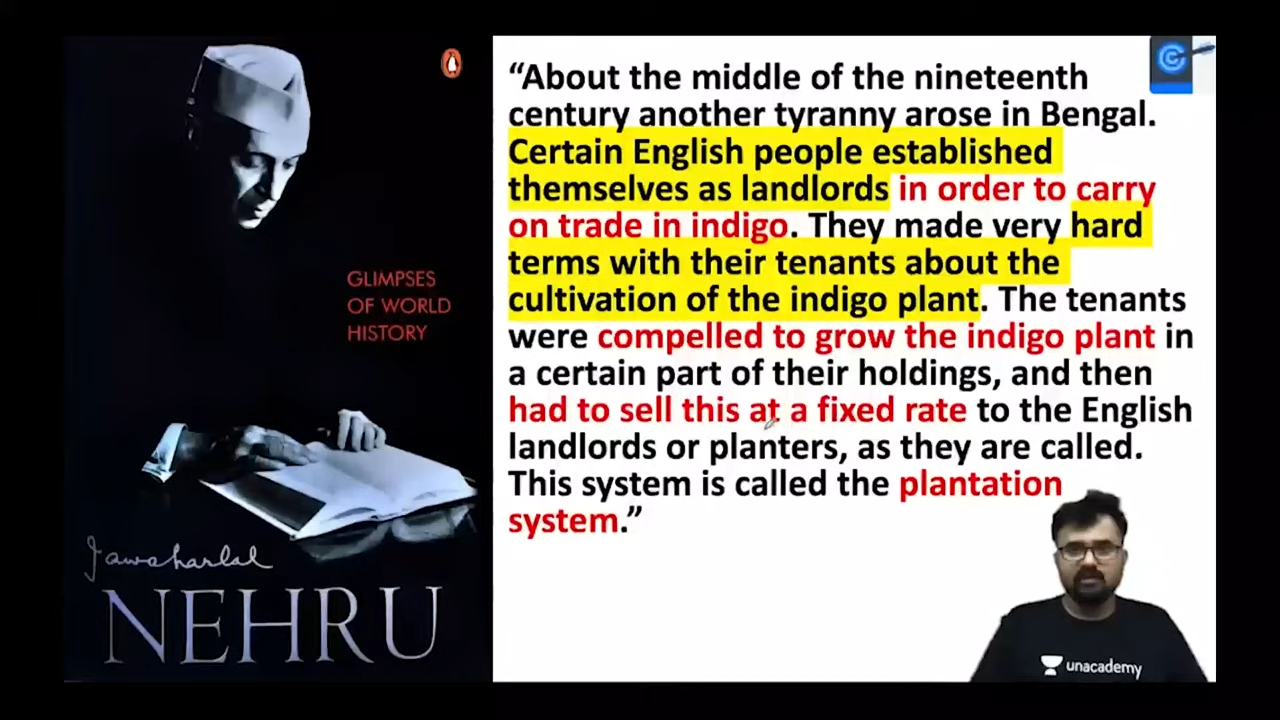 GLIMPSES
OF WORLD
HISTORY
Jawaharlal
NEHRU
“About the middle of the nineteenth
century another tyranny arose in Bengal.
Certain English people established
themselves as landlords in order to carry
on trade in indigo. They made very hard
terms with their tenants about the
cultivation of the indigo plant. The tenants
were compelled to grow the indigo plant in
a certain part of their holdings, and then
had to sell this at a fixed rate to the English
landlords or planters, as they are called.
This system is called the plantation
system.”
unacademy